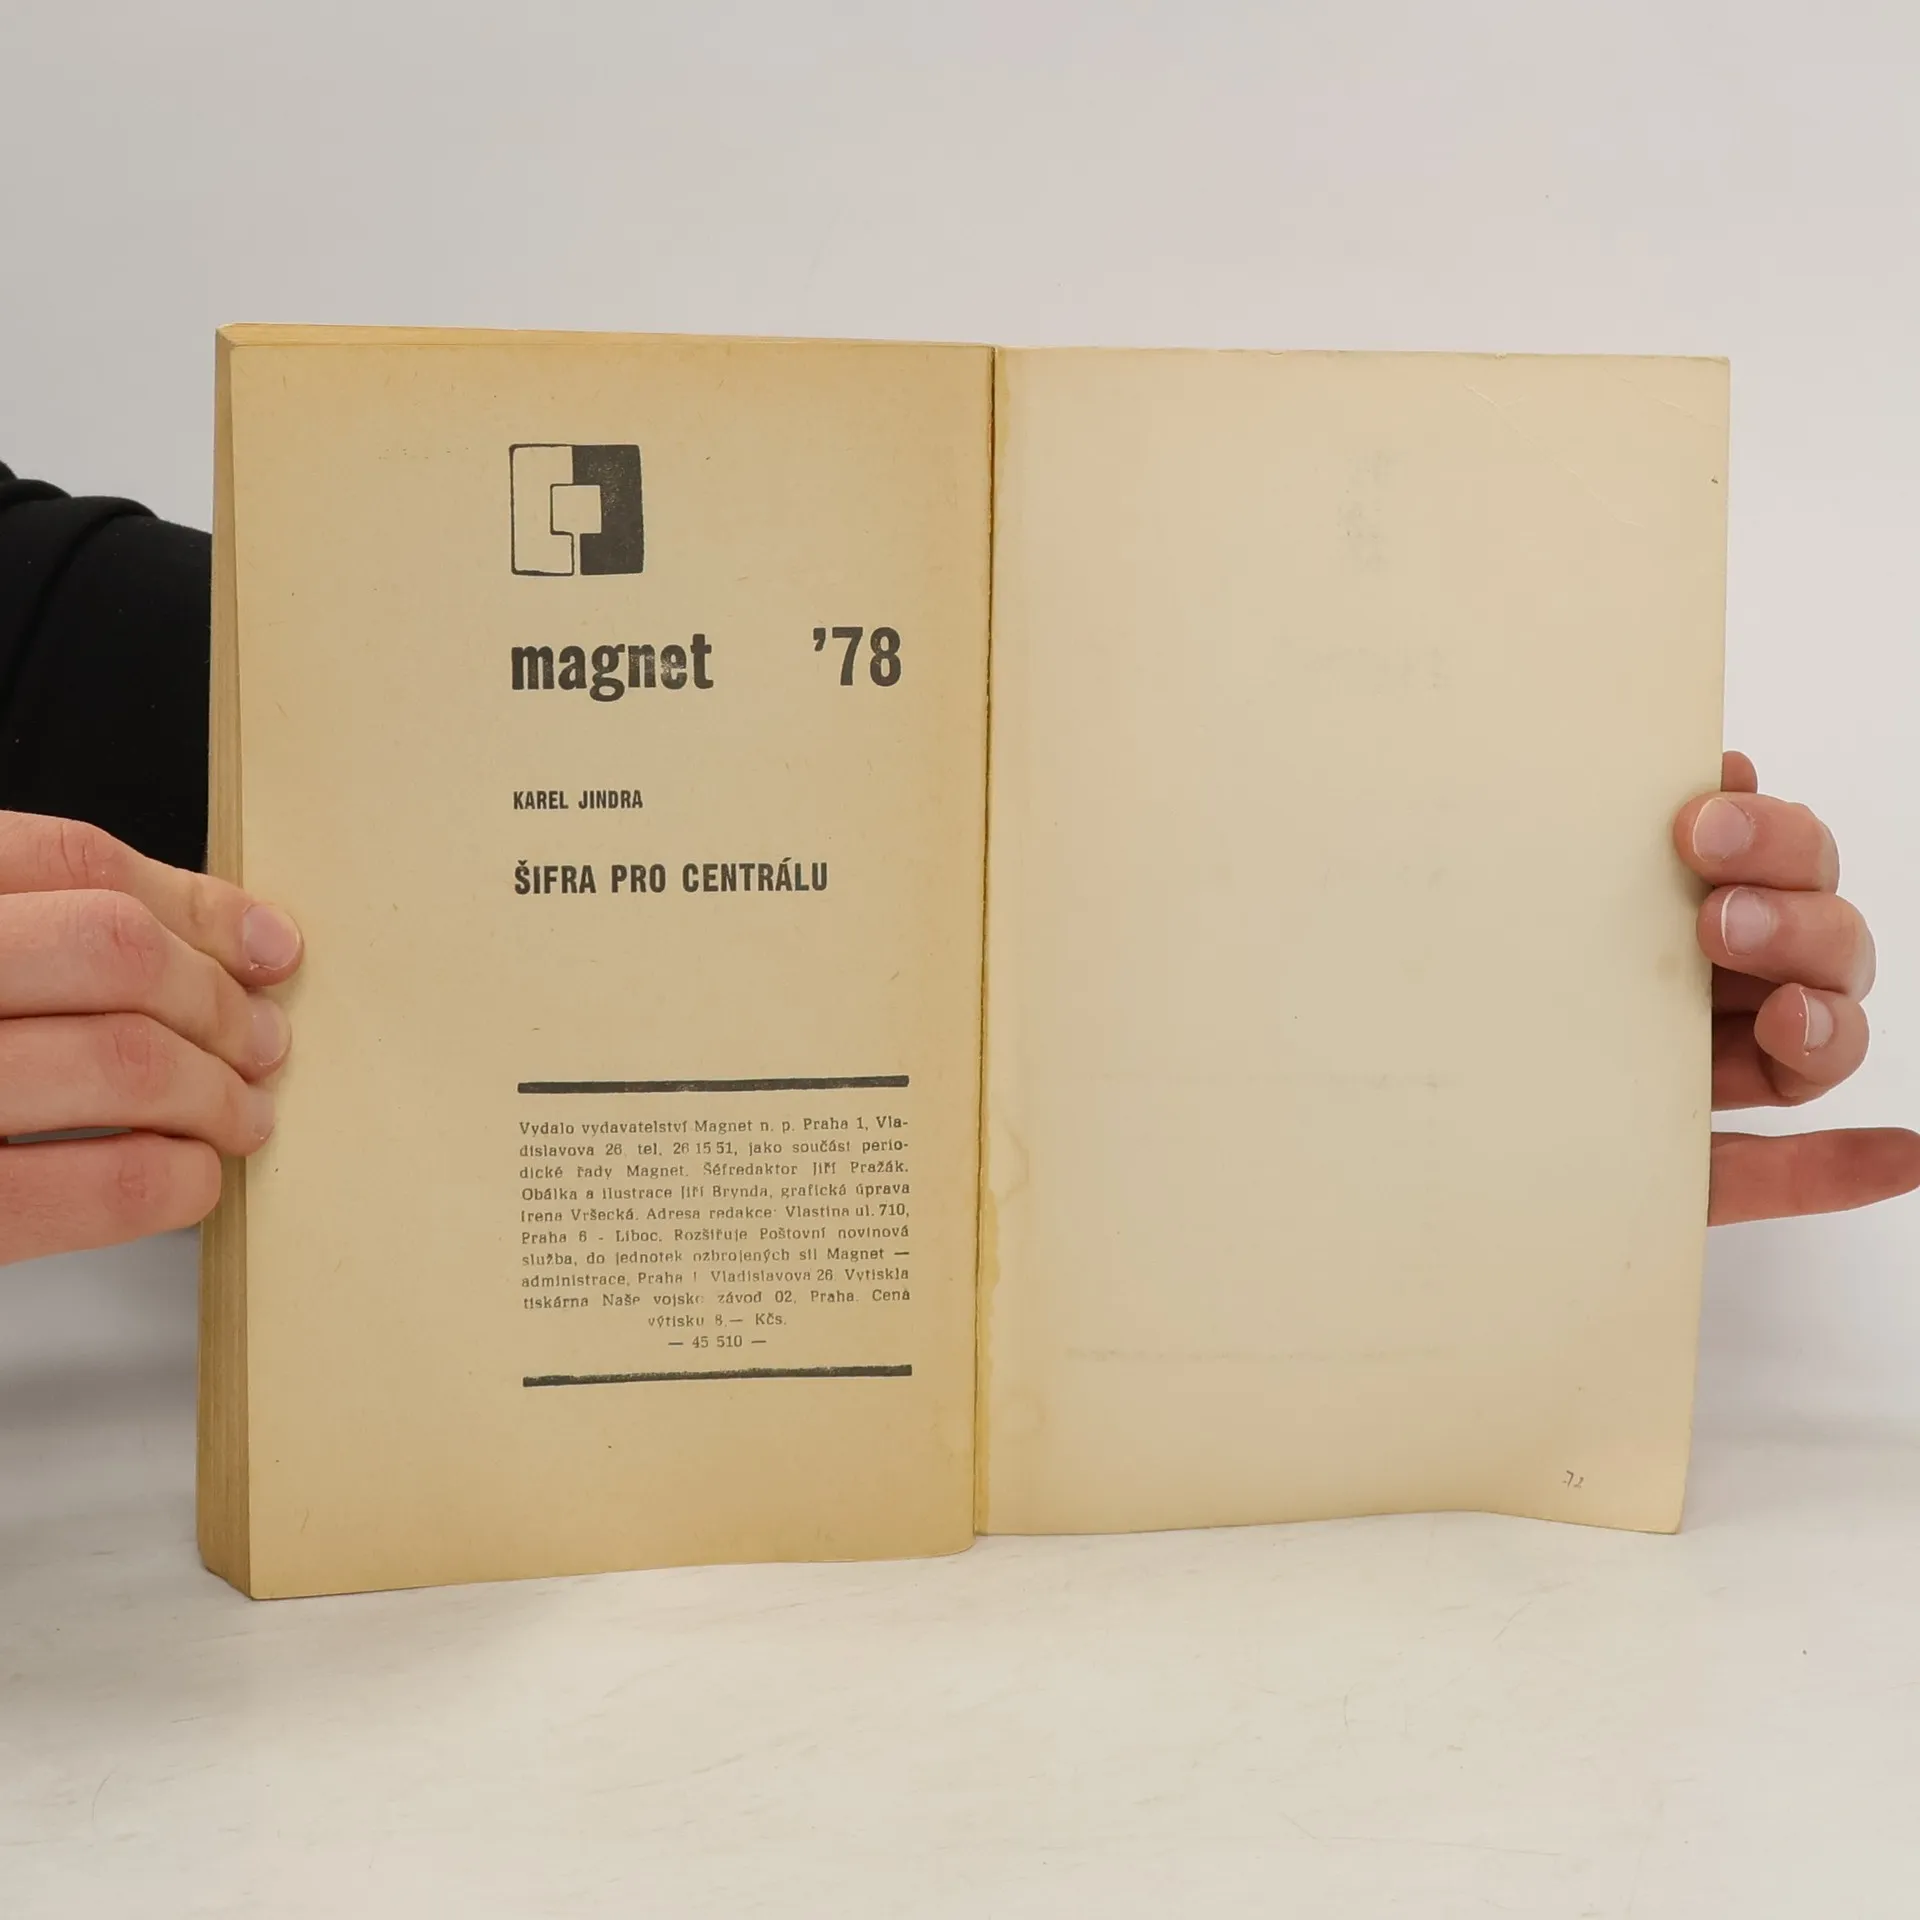 magnet '78
KAREL JINDRA
ŠIFRA PRO CENTRÁLU
Vydalo vydavatelství Magnet n. p. Praha 1, Vla-
dislavova 26, tel. 26 15 51, jako součást perio-
dické řady Magnet. Šéfredaktor Jiří Pražák.
Obálka a ilustrace Jiří Brynda, grafická úprava
Irena Vršecká. Adresa redakce: Vlastina ul. 710,
Praha 6 - Liboc. Rozšiřuje Poštovní novinová
služba, do jednotek ozbrojených sil Magnet —
administrace, Praha 1 Vladislavova 26. Vytiskla
tiskárna Naše vojsko závod 02, Praha. Cena
výtisku 8,— Kčs.
— 45 510 —
72